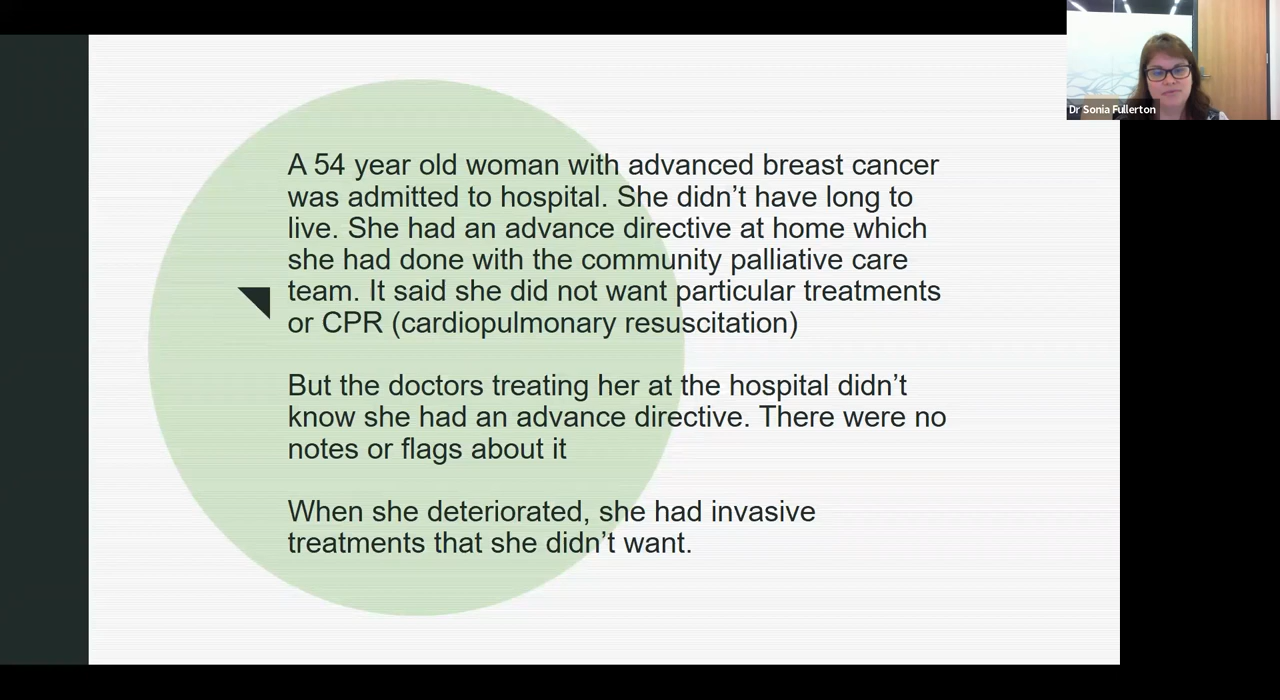 Dr Sonia Fullerton
A 54 year old woman with advanced breast cancer
was admitted to hospital. She didn’t have long to
live. She had an advance directive at home which
she had done with the community palliative care
team. It said she did not want particular treatments
or CPR (cardiopulmonary resuscitation)
But the doctors treating her at the hospital didn’t
know she had an advance directive. There were no
notes or flags about it
When she deteriorated, she had invasive
treatments that she didn’t want.